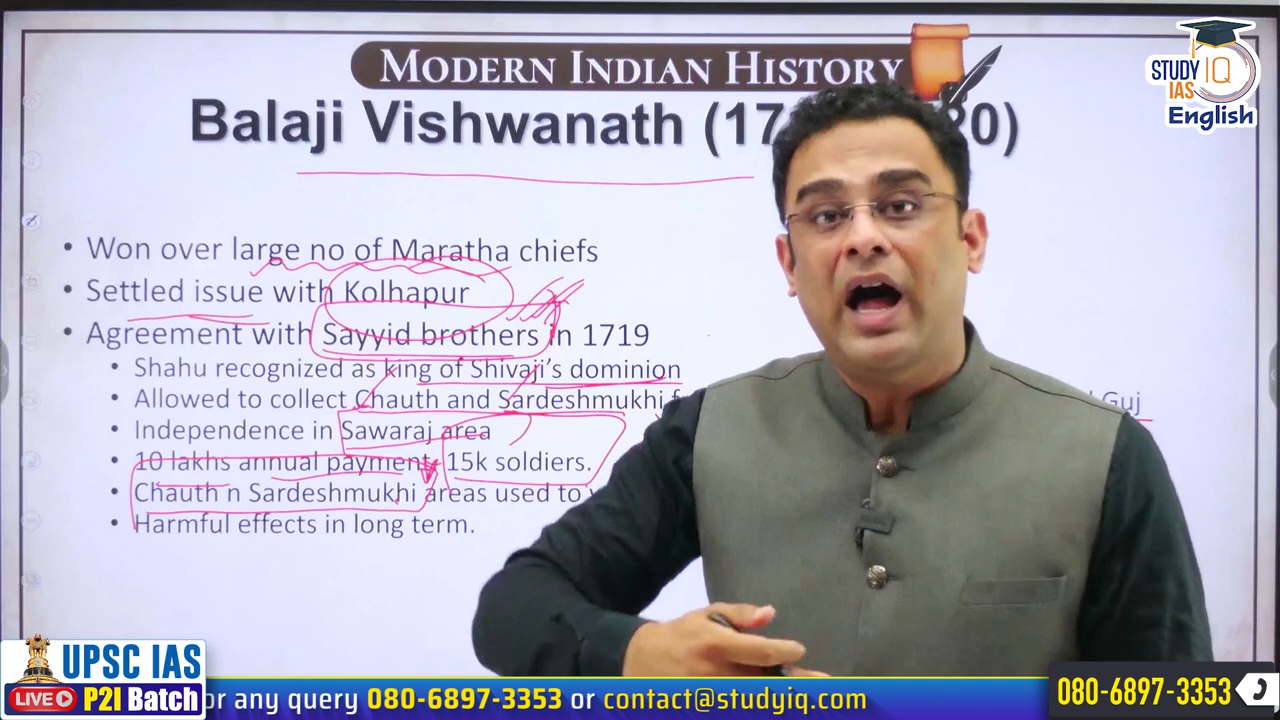 MODERN INDIAN HISTORY
STUDY IQ
IAS
English
Balaji Vishwanath (17 20)
• Won over large no of Maratha chiefs
• Settled issue with Kolhapur
• Agreement with Sayyid brothers in 1719
• Shahu recognized as king of Shivaji's dominion
• Allowed to collect Chauth and Sardeshmukhi Guj
• Independence in Sawaraj area
• 10 lakhs annual payment 15k soldiers.
• Chauth n Sardeshmukhi areas used to
• Harmful effects in long term.
UPSC IAS
LIVE P2I Batch
or any query 080-6897-3353 or contact@studyiq.com
080-6897-3353